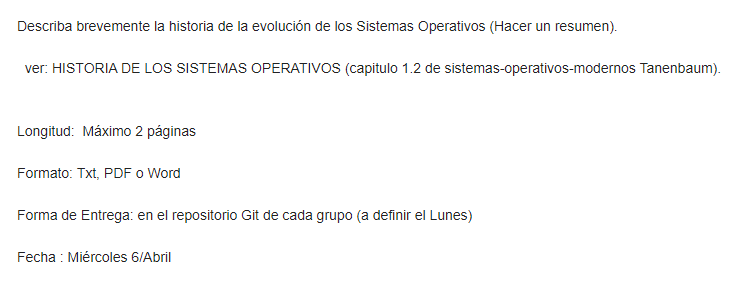 Describa brevemente la historia de la evolución de los Sistemas Operativos (Hacer un resumen).
ver: HISTORIA DE LOS SISTEMAS OPERATIVOS (capitulo 1.2 de sistemas-operativos-modernos Tanenbaum).
Longitud:  Máximo 2 páginas
Formato: Txt, PDF o Word
Forma de Entrega: en el repositorio Git de cada grupo (a definir el Lunes)
Fecha : Miércoles 6/Abril